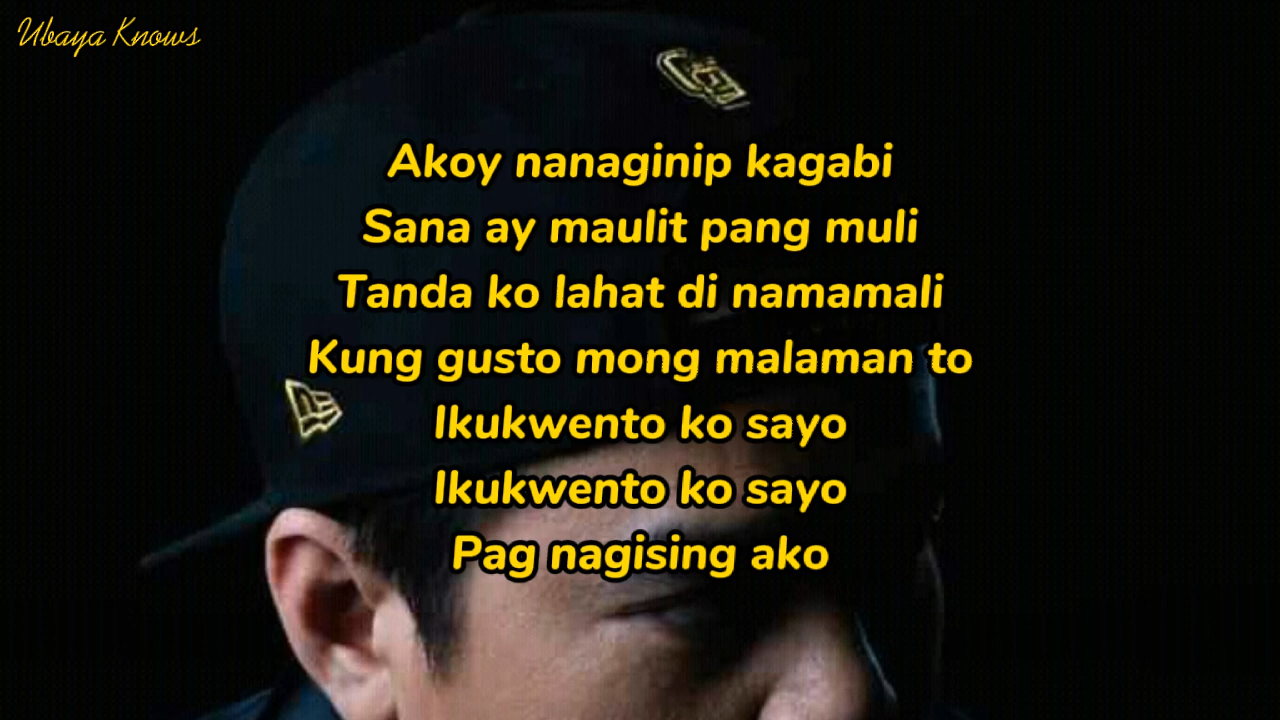 Ubaya Knows
Akoy nanaginip kagabi
Sana ay maulit pang muli
Tanda ko lahat di namamali
Kung gusto mong malaman to
Ikukwento ko sayo
Ikukwento ko sayo
Pag nagising ako